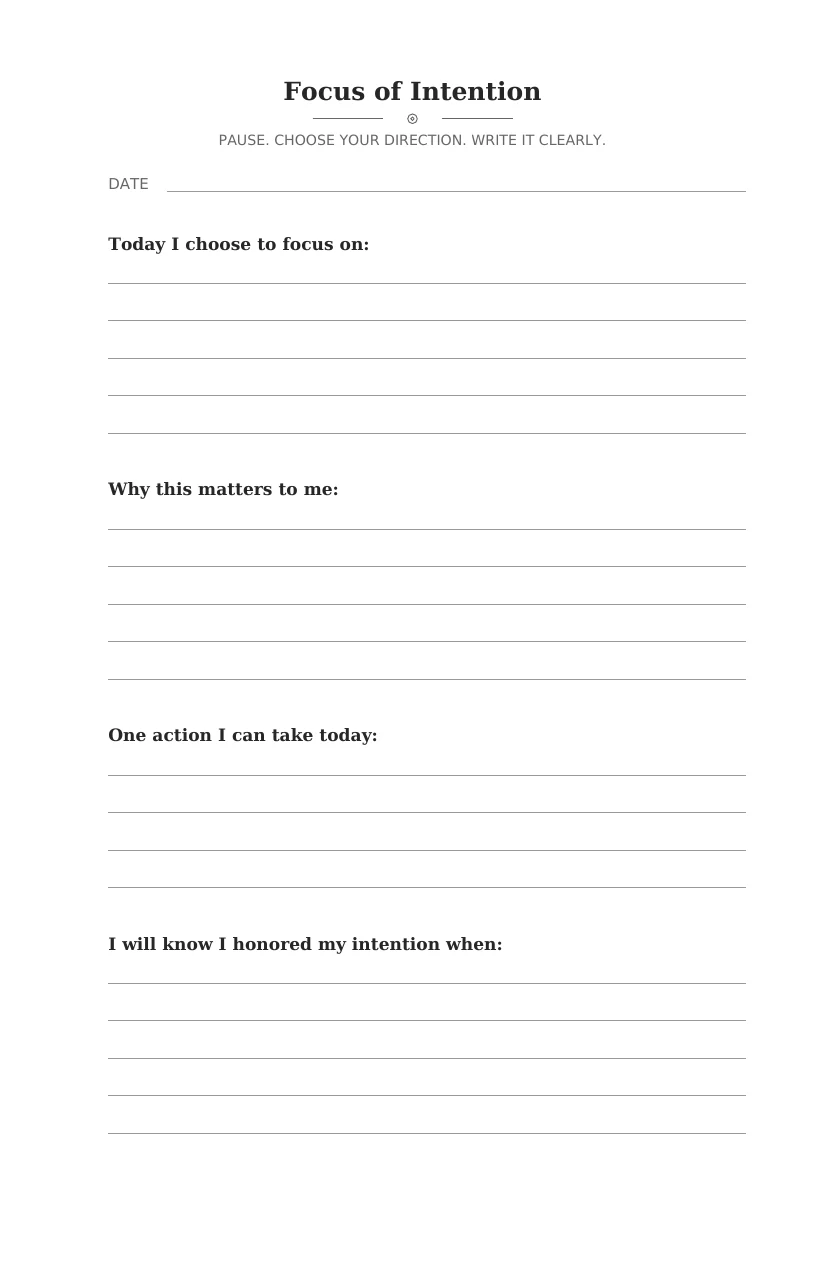 Focus of Intention
PAUSE. CHOOSE YOUR DIRECTION. WRITE IT CLEARLY.
DATE
Today I choose to focus on:
Why this matters to me:
One action I can take today:
I will know I honored my intention when: